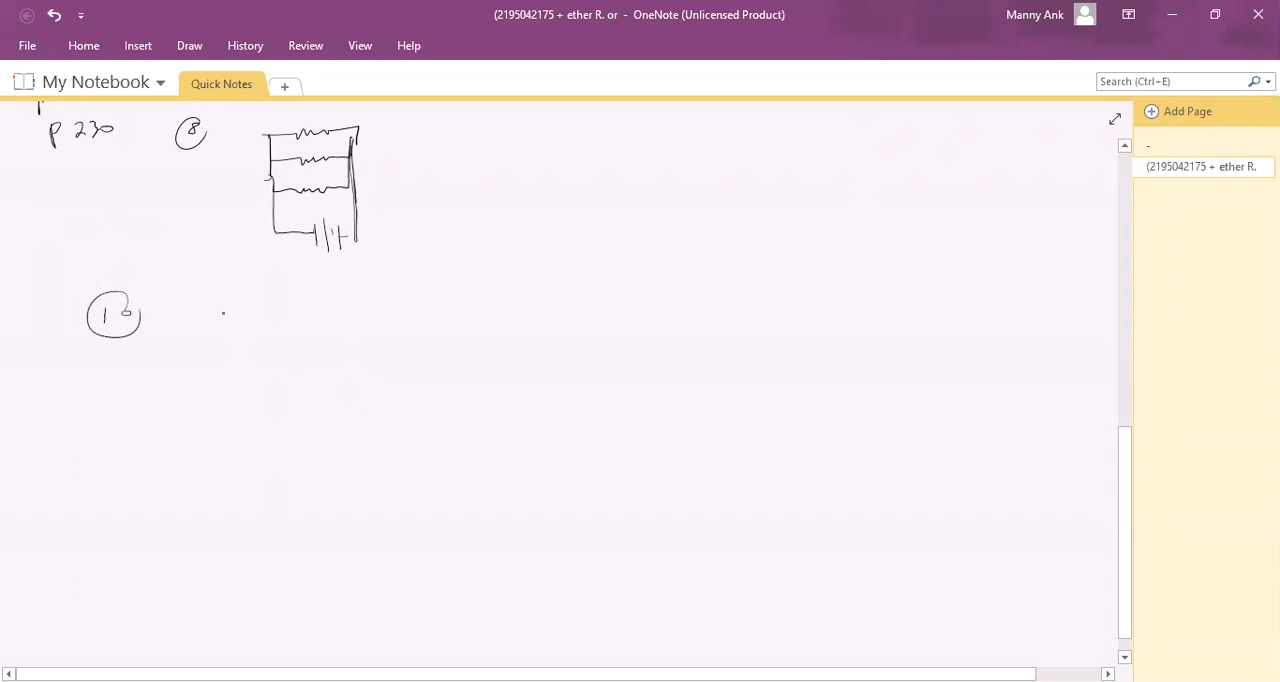 (2195042175 + ether R. or - OneNote (Unlicensed Product)
Manny Ank
File Home Insert Draw History Review View Help
My Notebook
Quick Notes
+
Search (Ctrl+E)
Add Page
-
(2195042175 + ether R.
p 230 8
10